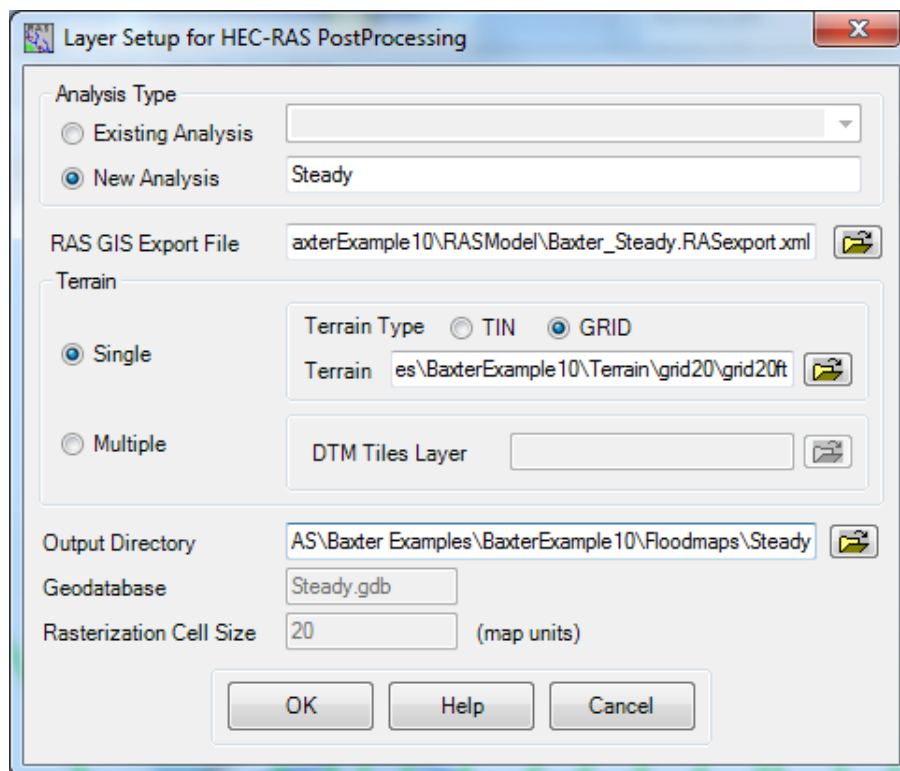 Layer Setup for HEC-RAS PostProcessing
Analysis Type
Existing Analysis
New Analysis Steady
RAS GIS Export File axterExample10\RASModel\Baxter_Steady.RASexport.xml
Terrain
Single
Terrain Type TIN GRID
Terrain es\BaxterExample10\Terrain\grid20\grid20ft
Multiple
DTM Tiles Layer
Output Directory AS\Baxter Examples\BaxterExample10\Floodmaps\Steady
Geodatabase Steady.gdb
Rasterization Cell Size 20 (map units)
OK Help Cancel